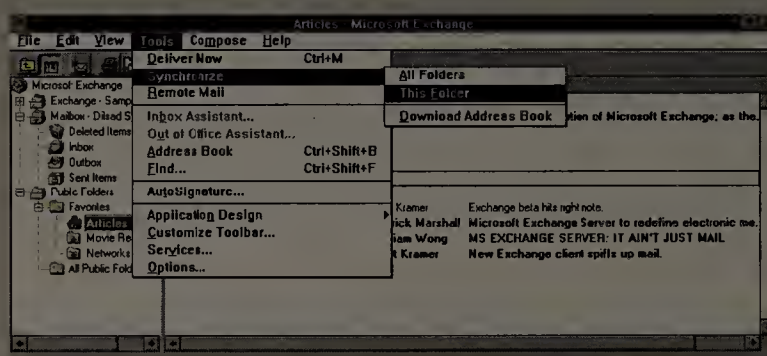 Articles - Microsoft Exchange
File Edit View Tools Compose Help
Deliver Now Ctrl+M
Synchronize
Remote Mail
Inbox Assistant...
Out of Office Assistant...
Address Book Ctrl+Shift+B
Find... Ctrl+Shift+F
AutoSignature...
Application Design
Customize Toolbar...
Services...
Options...
All Folders
This Folder
Download Address Book
Microsoft Exchange
Exchange - Samp
Mailbox - Dilsad S
Deleted Items
Inbox
Outbox
Sent Items
Public Folders
Favorites
Articles
Movie Re
Networks
All Public Fold
tion of Microsoft Exchange; as the
Kramer Exchange beta hits right note.
rick Marshall Microsoft Exchange Server to redefine electronic me.
iam Wong MS EXCHANGE SERVER: IT AIN'T JUST MAIL
t Kramer New Exchange client spiffs up mail.